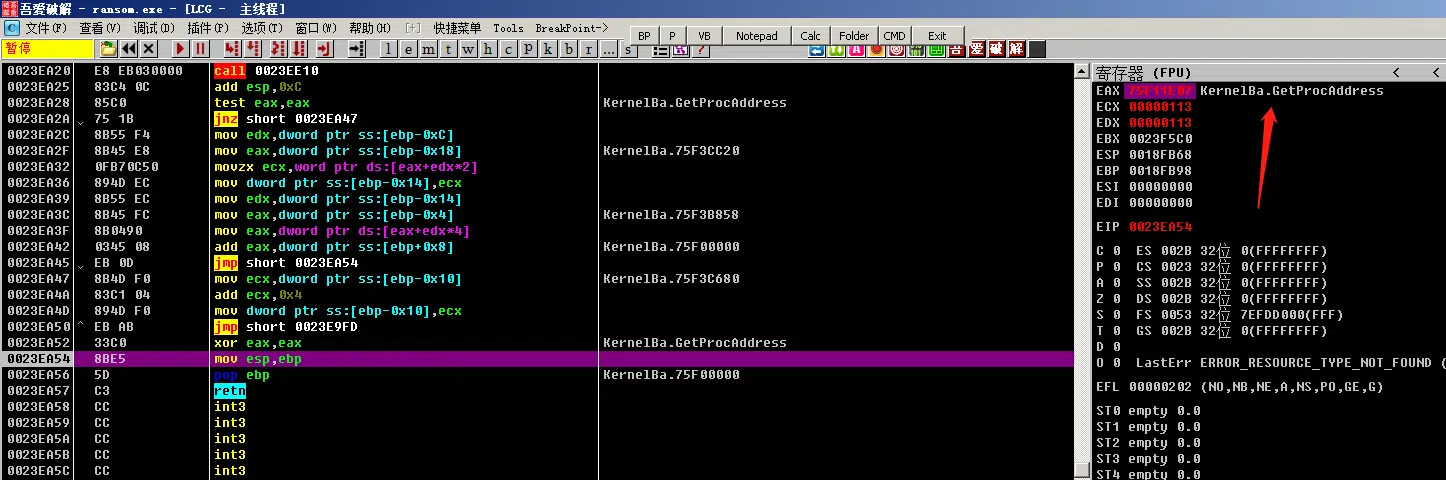 吾爱破解 - ransom.exe - [LCG - 主线程]
C 文件(F) 查看(V) 调试(D) 插件(P) 选项(T) 窗口(W) 帮助(H) [+] 快捷菜单 Tools BreakPoint->
BP P VB Notepad Calc Folder CMD Exit
暂停 l e m t w h c p k b r ... s ? 吾 爱 破 解
0023EA20 E8 EB030000 call 0023EE10
0023EA25 83C4 0C add esp,0xC
0023EA28 85C0 test eax,eax KernelBa.GetProcAddress
0023EA2A 75 1B jnz short 0023EA47
0023EA2C 8B55 F4 mov edx,dword ptr ss:[ebp-0xC]
0023EA2F 8B45 E8 mov eax,dword ptr ss:[ebp-0x18] KernelBa.75F3CC20
0023EA32 0FB70C50 movzx ecx,word ptr ds:[eax+edx*2]
0023EA36 894D EC mov dword ptr ss:[ebp-0x14],ecx
0023EA39 8B55 EC mov edx,dword ptr ss:[ebp-0x14]
0023EA3C 8B45 FC mov eax,dword ptr ss:[ebp-0x4] KernelBa.75F3B858
0023EA3F 8B0490 mov eax,dword ptr ds:[eax+edx*4]
0023EA42 0345 08 add eax,dword ptr ss:[ebp+0x8] KernelBa.75F00000
0023EA45 EB 0D jmp short 0023EA54
0023EA47 8B4D F0 mov ecx,dword ptr ss:[ebp-0x10] KernelBa.75F3C680
0023EA4A 83C1 04 add ecx,0x4
0023EA4D 894D F0 mov dword ptr ss:[ebp-0x10],ecx
0023EA50 EB AB jmp short 0023E9FD
0023EA52 33C0 xor eax,eax KernelBa.GetProcAddress
0023EA54 8BE5 mov esp,ebp
0023EA56 5D pop ebp KernelBa.75F00000
0023EA57 C3 retn
0023EA58 CC int3
0023EA59 CC int3
0023EA5A CC int3
0023EA5B CC int3
0023EA5C CC int3
寄存器 (FPU) < <
EAX 75F11E07 KernelBa.GetProcAddress
ECX 00000113
EDX 00000113
EBX 0023F5C0
ESP 0018FB68
EBP 0018FB98
ESI 00000000
EDI 00000000
EIP 0023EA54
C 0 ES 002B 32位 0(FFFFFFFF)
P 0 CS 0023 32位 0(FFFFFFFF)
A 0 SS 002B 32位 0(FFFFFFFF)
Z 0 DS 002B 32位 0(FFFFFFFF)
S 0 FS 0053 32位 7EFDD000(FFF)
T 0 GS 002B 32位 0(FFFFFFFF)
D 0
O 0 LastErr ERROR_RESOURCE_TYPE_NOT_FOUND (
EFL 00000202 (NO,NB,NE,A,NS,PO,GE,G)
ST0 empty 0.0
ST1 empty 0.0
ST2 empty 0.0
ST3 empty 0.0
ST4 empty 0.0